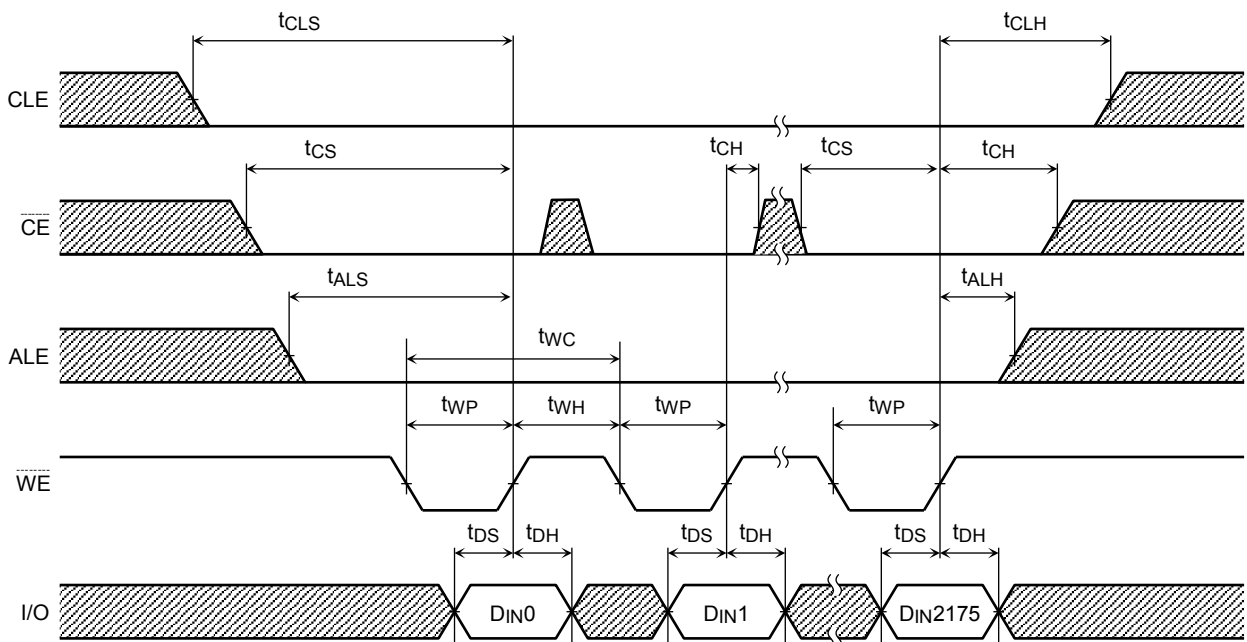 tCLS
tCLH
CLE
tCS
tCH
tCS
tCH
CE
tALS
tALH
ALE
tWC
tWP
tWH
tWP
tWP
WE
tDS
tDH
tDS
tDH
tDS
tDH
I/O
DIN0
DIN1
DIN2175